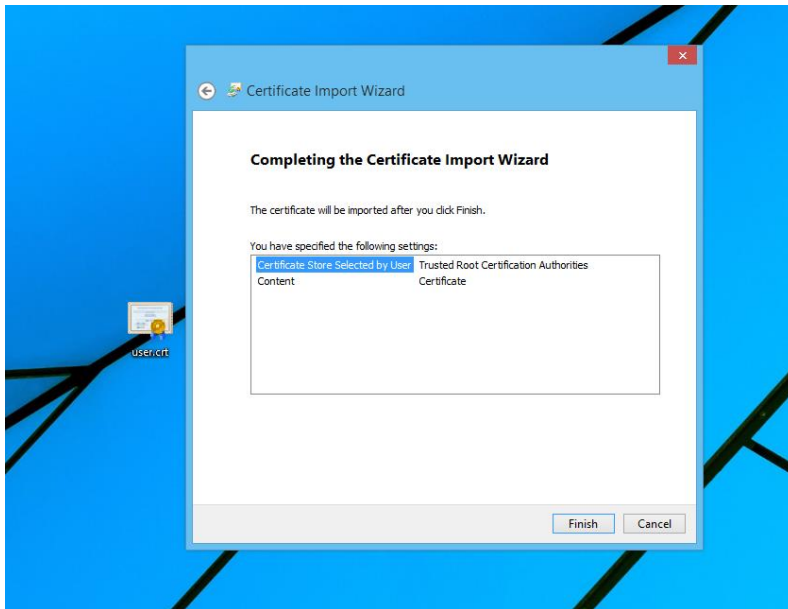 Certificate Import Wizard
Completing the Certificate Import Wizard
The certificate will be imported after you click Finish.
You have specified the following settings:
Certificate Store Selected by User Trusted Root Certification Authorities
Content Certificate
user.crt
Finish Cancel